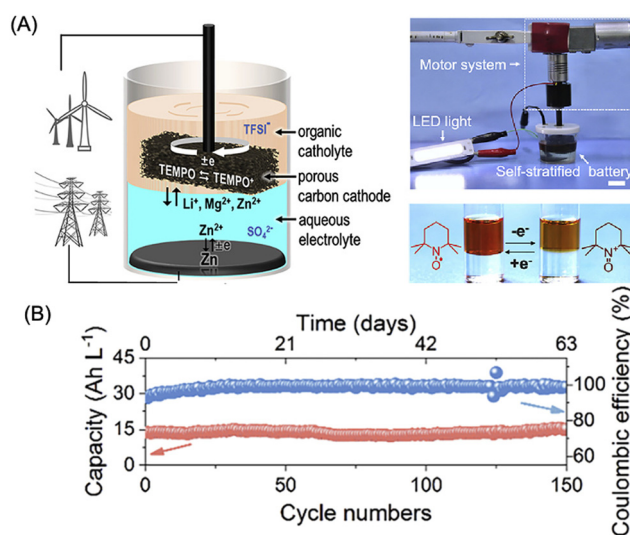 (A)
TFSI⁻
organic
catholyte
±e
TEMPO ⇋ TEMPO⁺
porous
carbon cathode
Li⁺, Mg²⁺, Zn²⁺
aqueous
electrolyte
SO₄²⁻
Zn²⁺
±e
Zn
Motor system
LED light
Self-stratified battery
-e⁻
+e⁻
N
O•
N⁺
O
(B)
Time (days)
0 21 42 63
Capacity (Ah L⁻¹)
45
30
15
0
Coulombic efficiency (%)
100
80
60
0 50 100 150
Cycle numbers